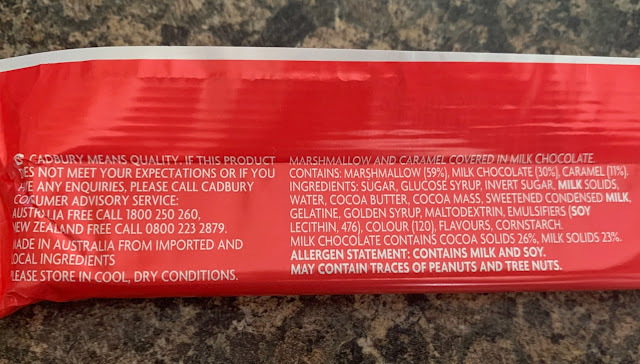 CADBURY MEANS QUALITY. IF THIS PRODUCT
DOES NOT MEET YOUR EXPECTATIONS OR IF YOU
HAVE ANY ENQUIRIES, PLEASE CALL CADBURY
CONSUMER ADVISORY SERVICE:
AUSTRALIA FREE CALL 1800 250 260,
NEW ZEALAND FREE CALL 0800 223 2879.
MADE IN AUSTRALIA FROM IMPORTED AND
LOCAL INGREDIENTS
PLEASE STORE IN COOL, DRY CONDITIONS.
MARSHMALLOW AND CARAMEL COVERED IN MILK CHOCOLATE.
CONTAINS: MARSHMALLOW (59%), MILK CHOCOLATE (30%), CARAMEL (11%).
INGREDIENTS: SUGAR, GLUCOSE SYRUP, INVERT SUGAR, MILK SOLIDS,
WATER, COCOA BUTTER, COCOA MASS, SWEETENED CONDENSED MILK,
GELATINE, GOLDEN SYRUP, MALTODEXTRIN, EMULSIFIERS (SOY
LECITHIN, 476), COLOUR (120), FLAVOURS, CORNSTARCH.
MILK CHOCOLATE CONTAINS COCOA SOLIDS 26%, MILK SOLIDS 23%.
ALLERGEN STATEMENT: CONTAINS MILK AND SOY.
MAY CONTAIN TRACES OF PEANUTS AND TREE NUTS.